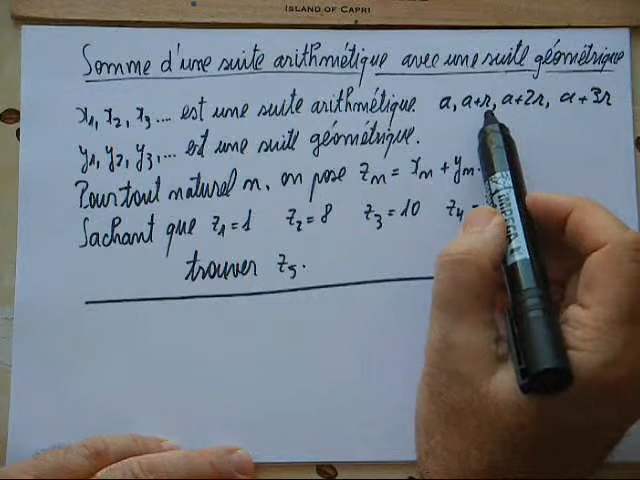 ISLAND OF CAPRI
Somme d'une suite arithmétique avec une suite géométrique
x1, x2, x3 ... est une suite arithmétique. a, a+r, a+2r, a+3r
y1, y2, y3, ... est une suite géométrique.
Pour tout naturel n, on pose zn = xn + yn.
Sachant que z1=1 z2=8 z3=10 z4=
trouver z5.
IMPEGA